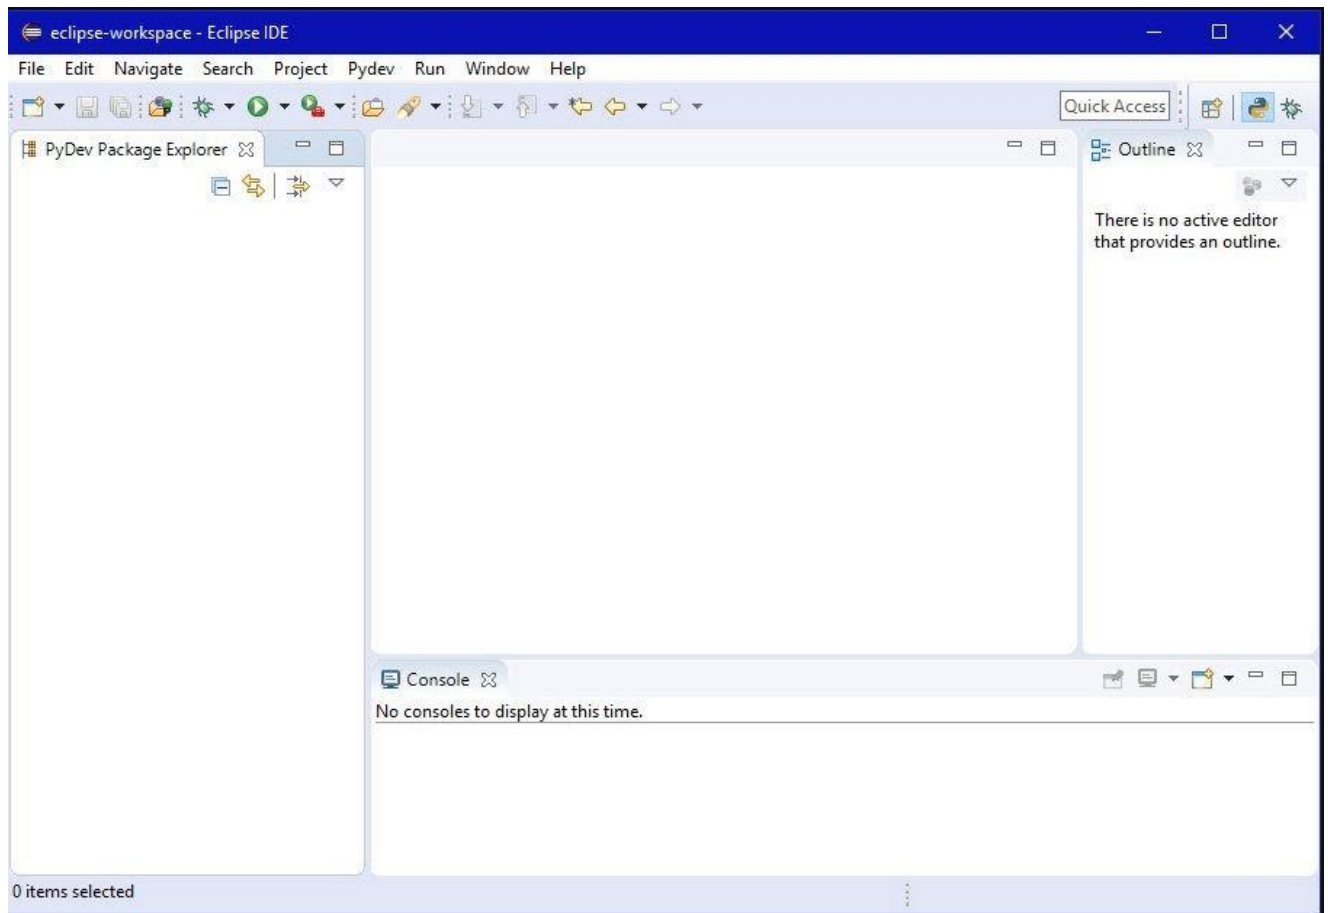 eclipse-workspace - Eclipse IDE
File Edit Navigate Search Project Pydev Run Window Help
Quick Access
PyDev Package Explorer
Outline
There is no active editor
that provides an outline.
Console
No consoles to display at this time.
0 items selected